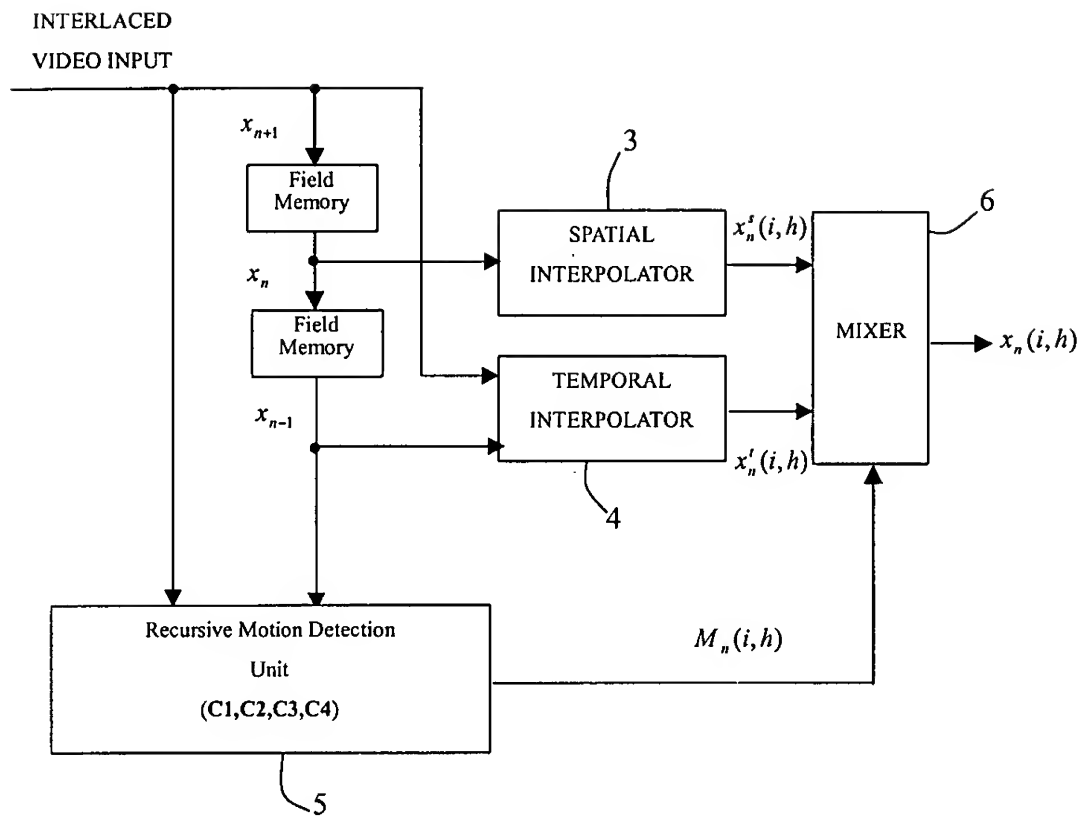 INTERLACED
VIDEO INPUT
x_{n+1}
Field
Memory
x_n
Field
Memory
x_{n-1}
3
SPATIAL
INTERPOLATOR
x_n^s(i,h)
6
MIXER
x_n(i,h)
TEMPORAL
INTERPOLATOR
x_n^t(i,h)
4
Recursive Motion Detection
Unit
(C1,C2,C3,C4)
M_n(i,h)
5